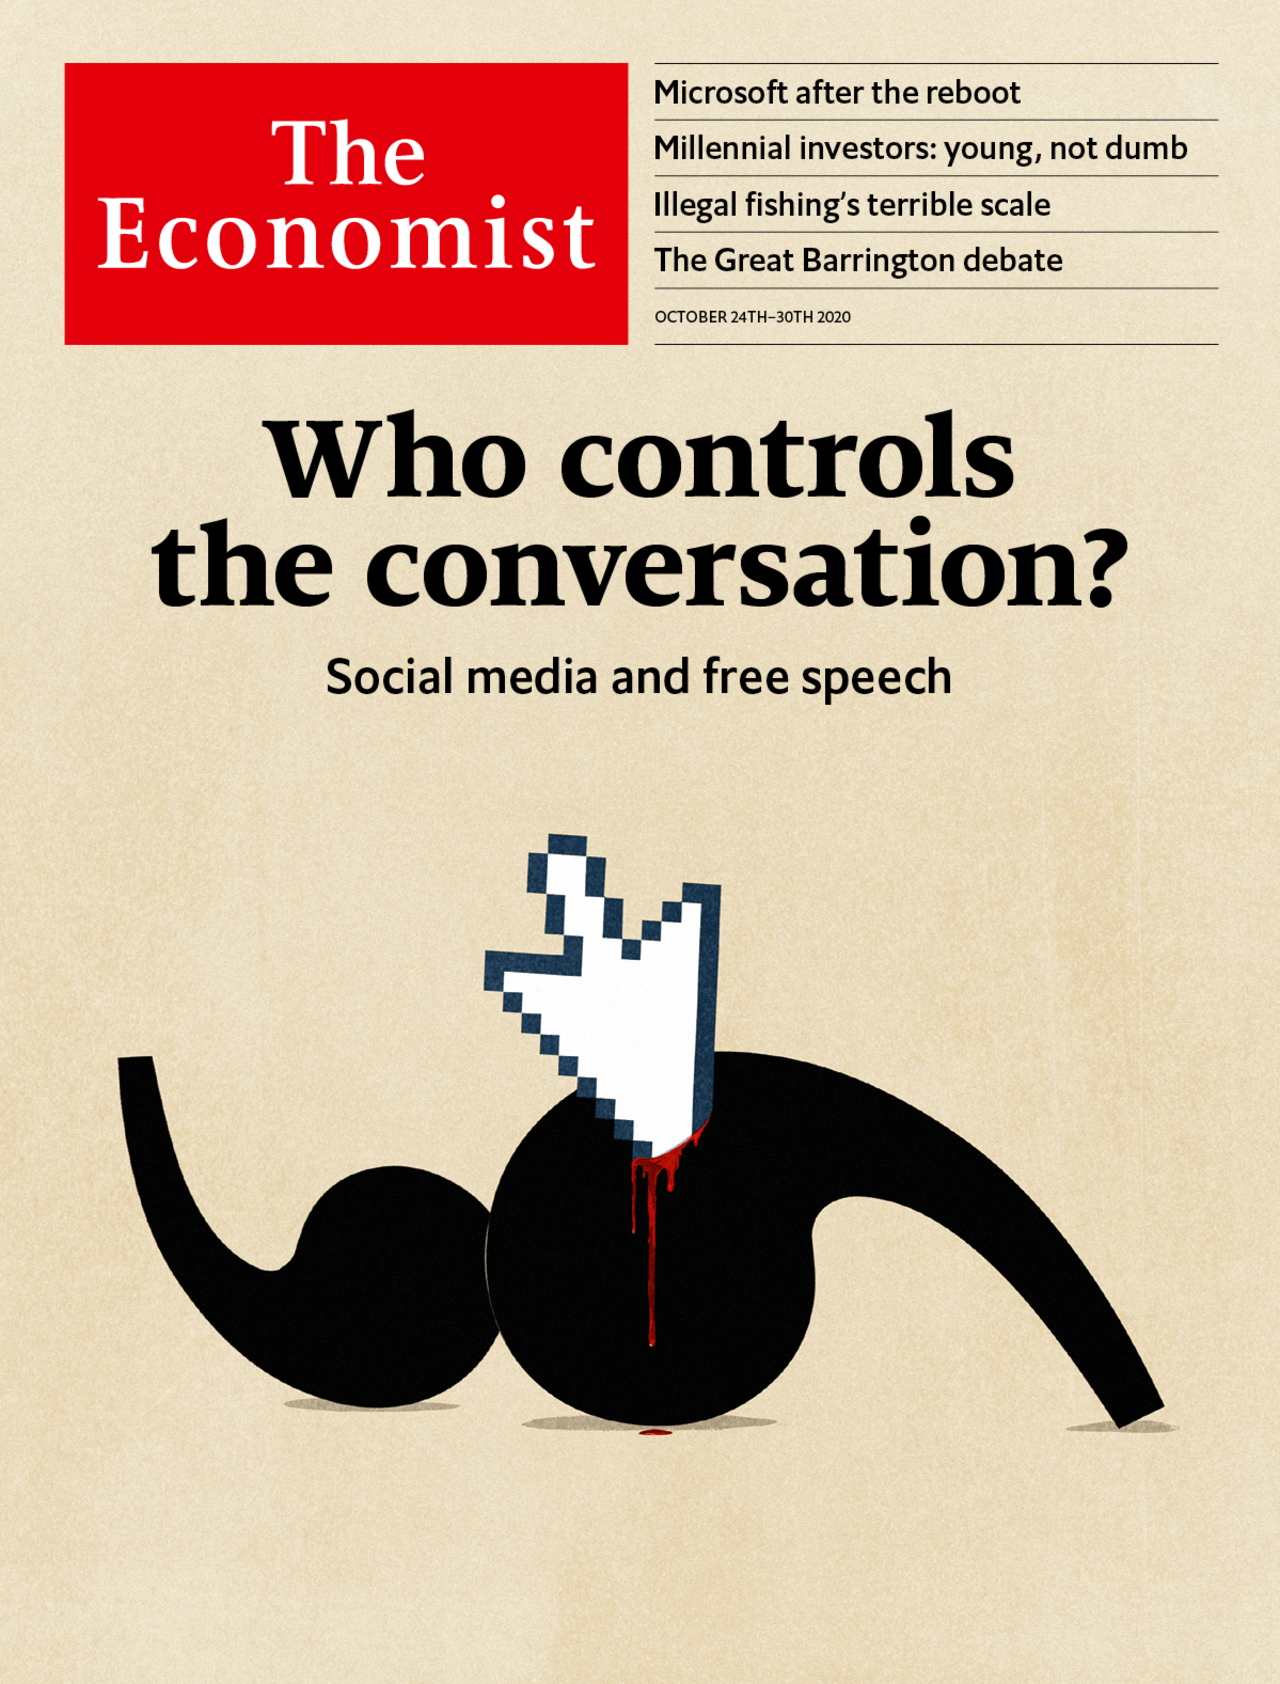 The
Economist
Microsoft after the reboot
Millennial investors: young, not dumb
Illegal fishing’s terrible scale
The Great Barrington debate
OCTOBER 24TH–30TH 2020
Who controls
the conversation?
Social media and free speech